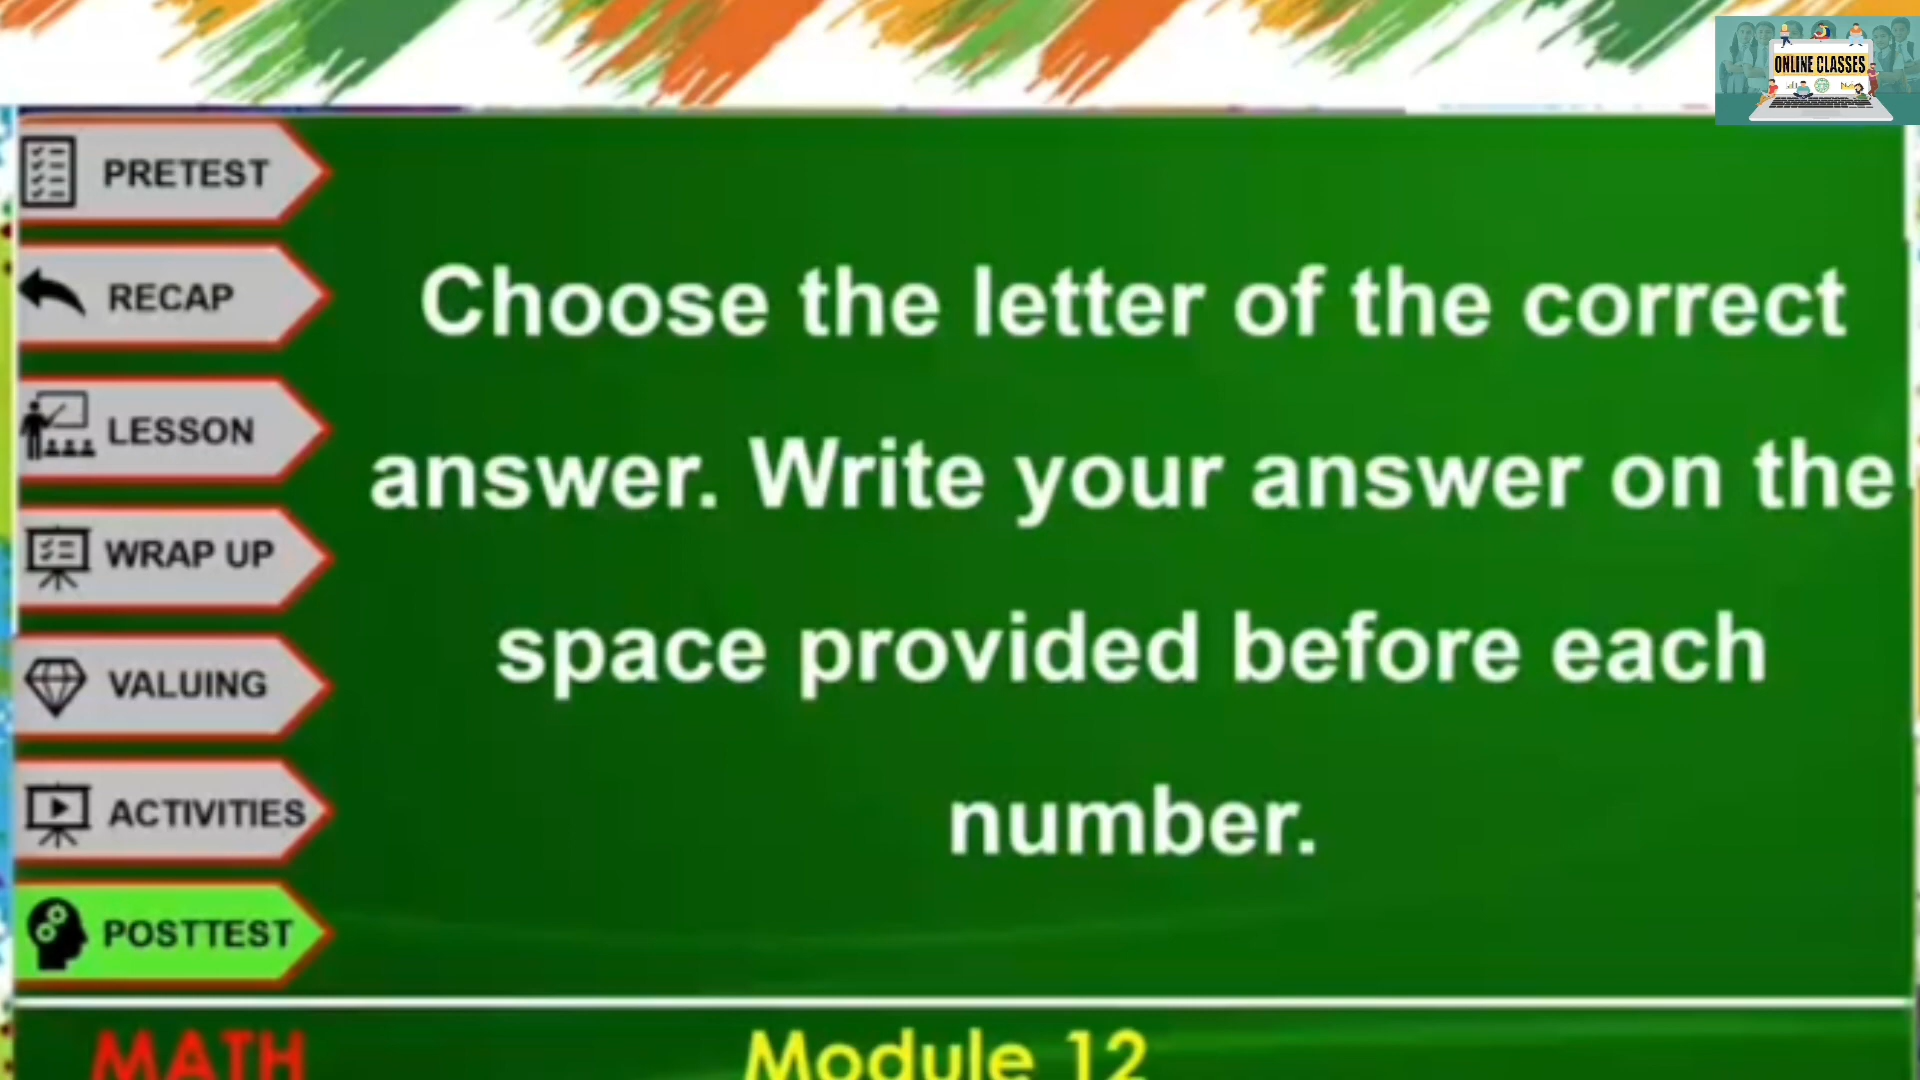 ONLINE CLASSES
PRETEST
RECAP
LESSON
WRAP UP
VALUING
ACTIVITIES
POSTTEST
Choose the letter of the correct
answer. Write your answer on the
space provided before each
number.
MATH
Module 12